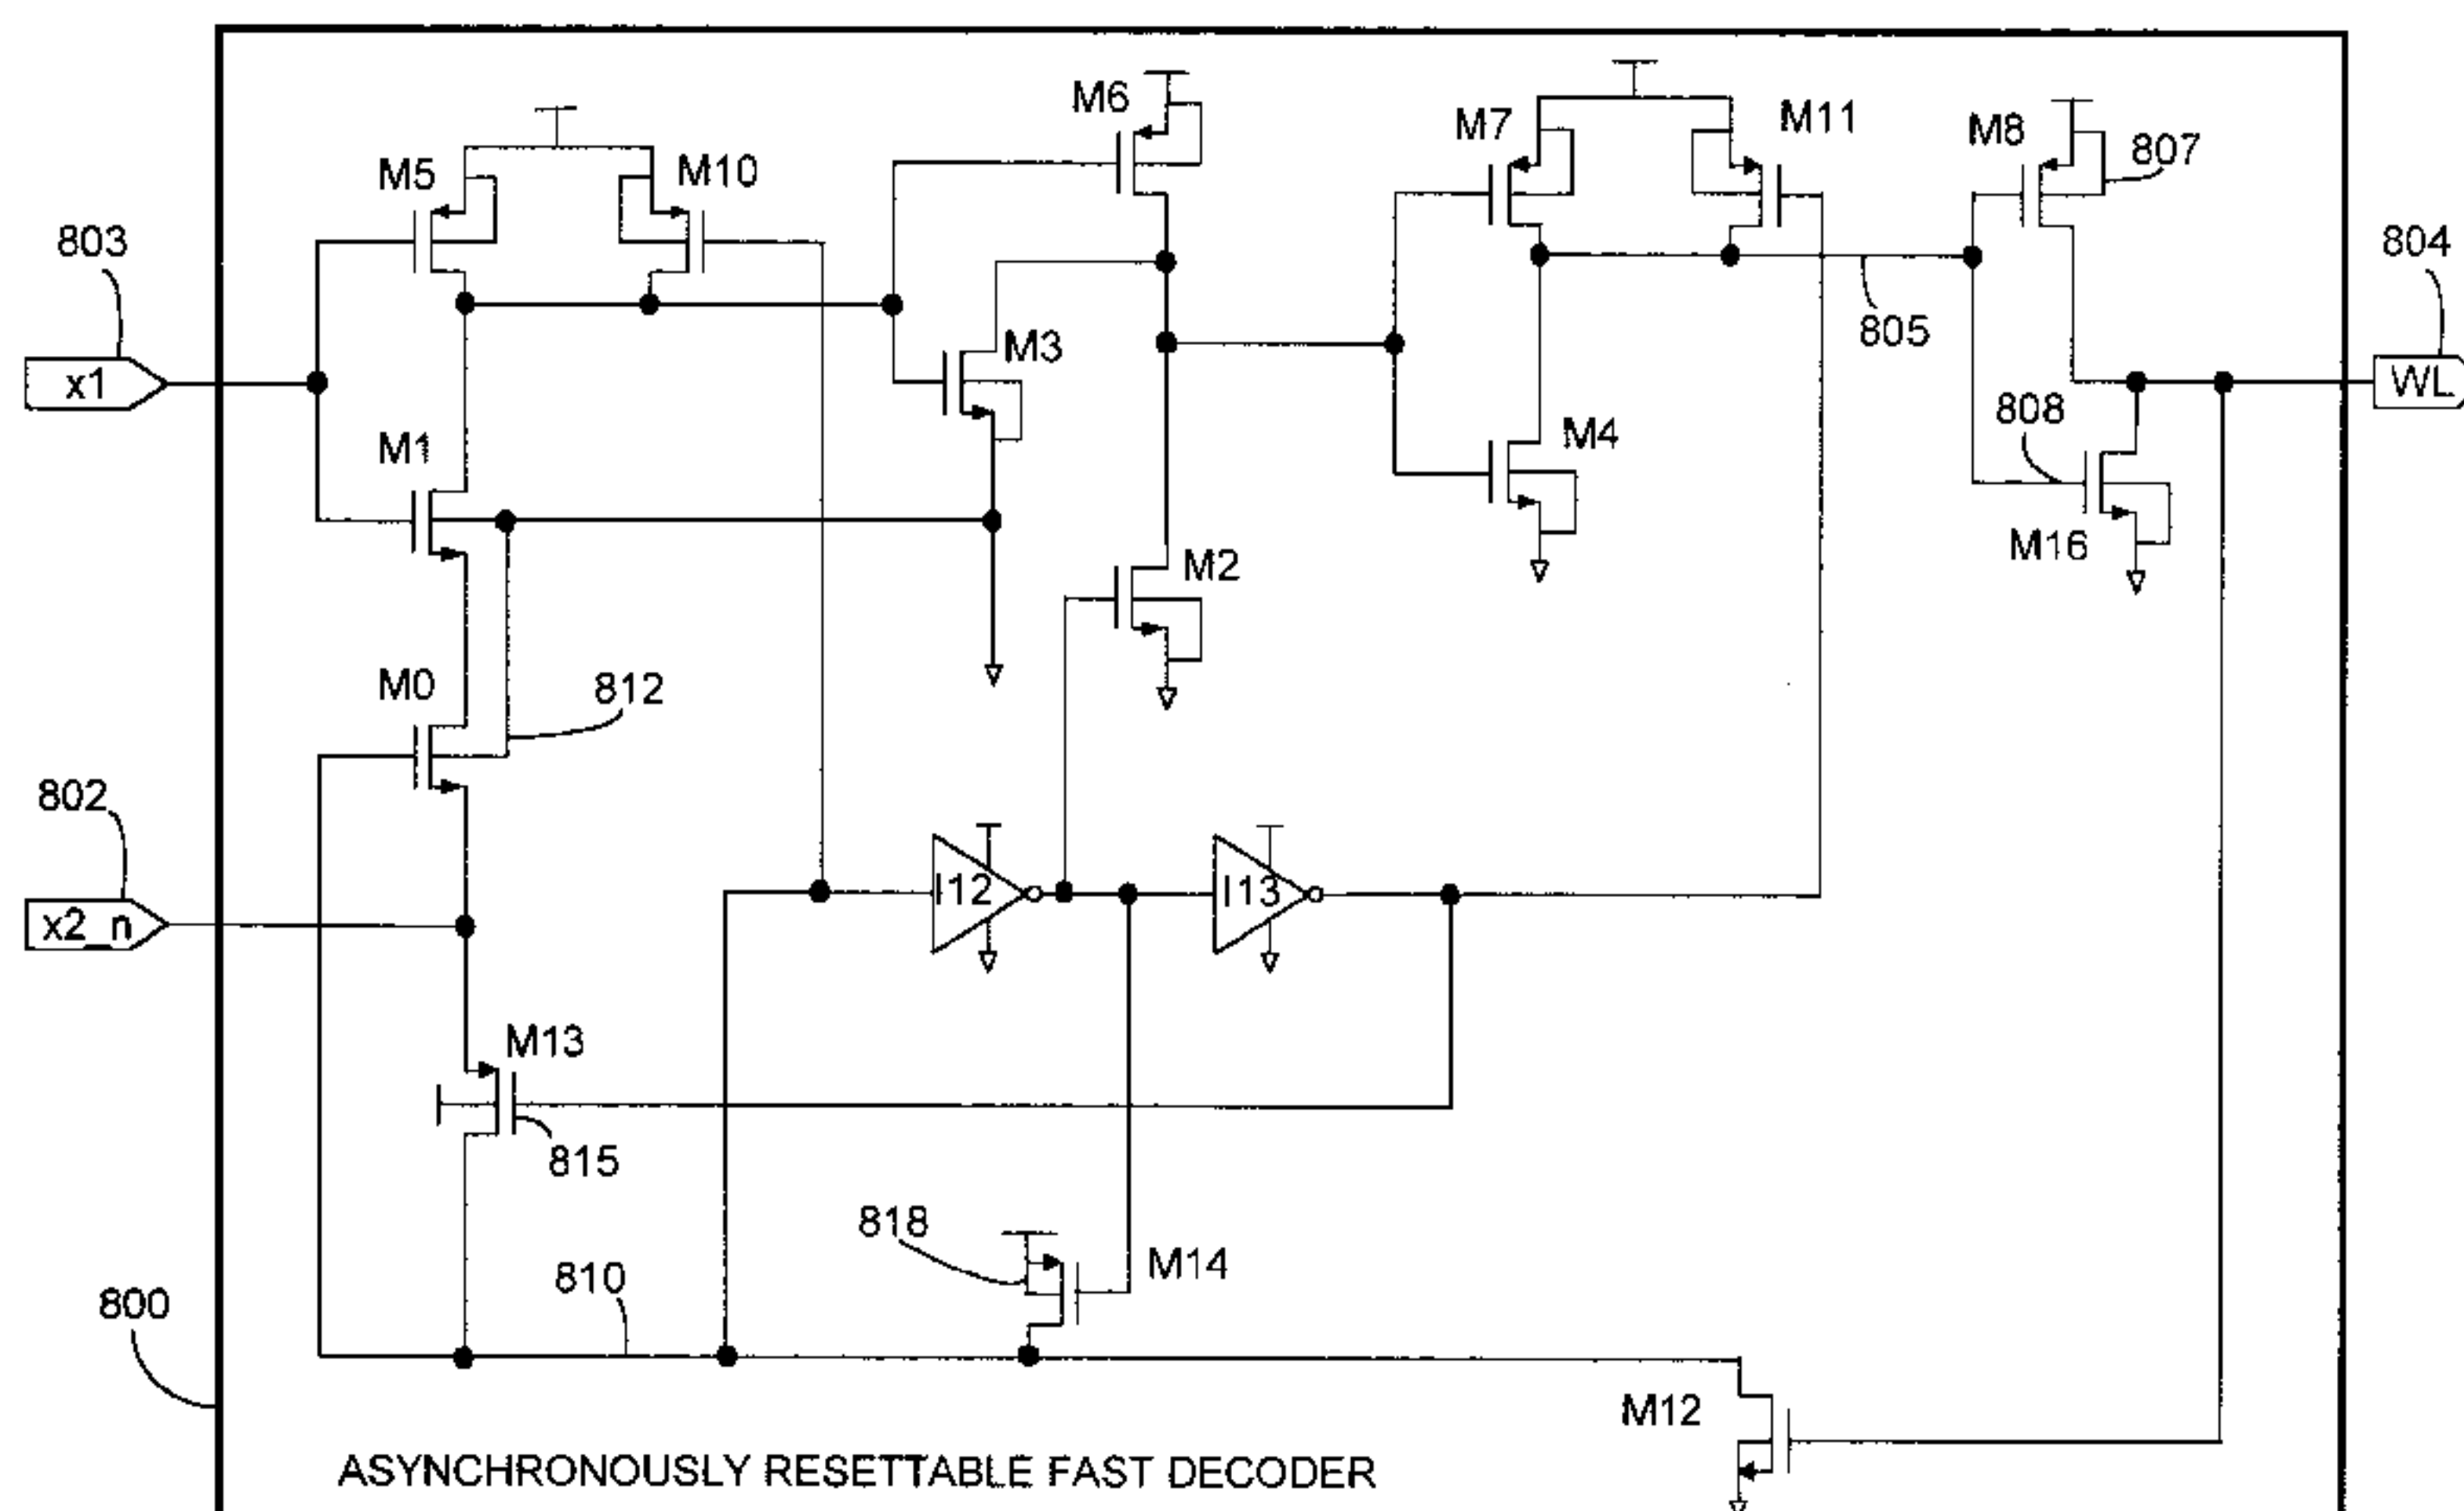 M6
M7
M11
M8
807
M5
M10
803
804
805
M3
x1
WL
808
M1
M4
M16
M2
M0
812
802
I12
I13
x2_n
M13
815
818
M14
810
800
M12
ASYNCHRONOUSLY RESETTABLE FAST DECODER